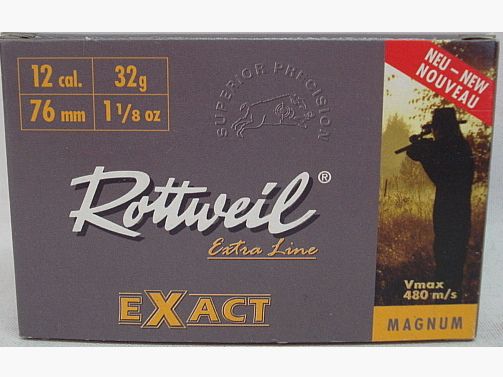 12 cal.
32g
76 mm
1 1/8 oz
SUPERIOR PRECISION
NEU – NEW
NOUVEAU
Rottweil®
Extra Line
EXACT
Vmax
480 m/s
MAGNUM